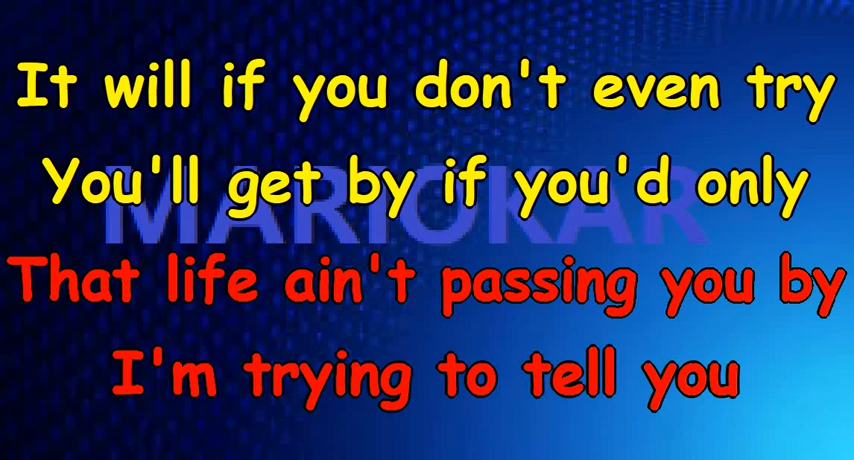 It will if you don't even try
You'll get by if you'd only
MARIOKAR
That life ain't passing you by
I'm trying to tell you